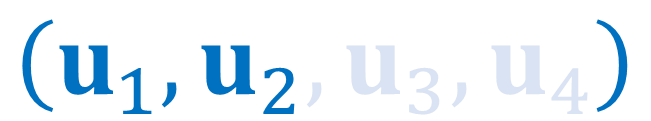 (u₁, u₂, u₃, u₄)